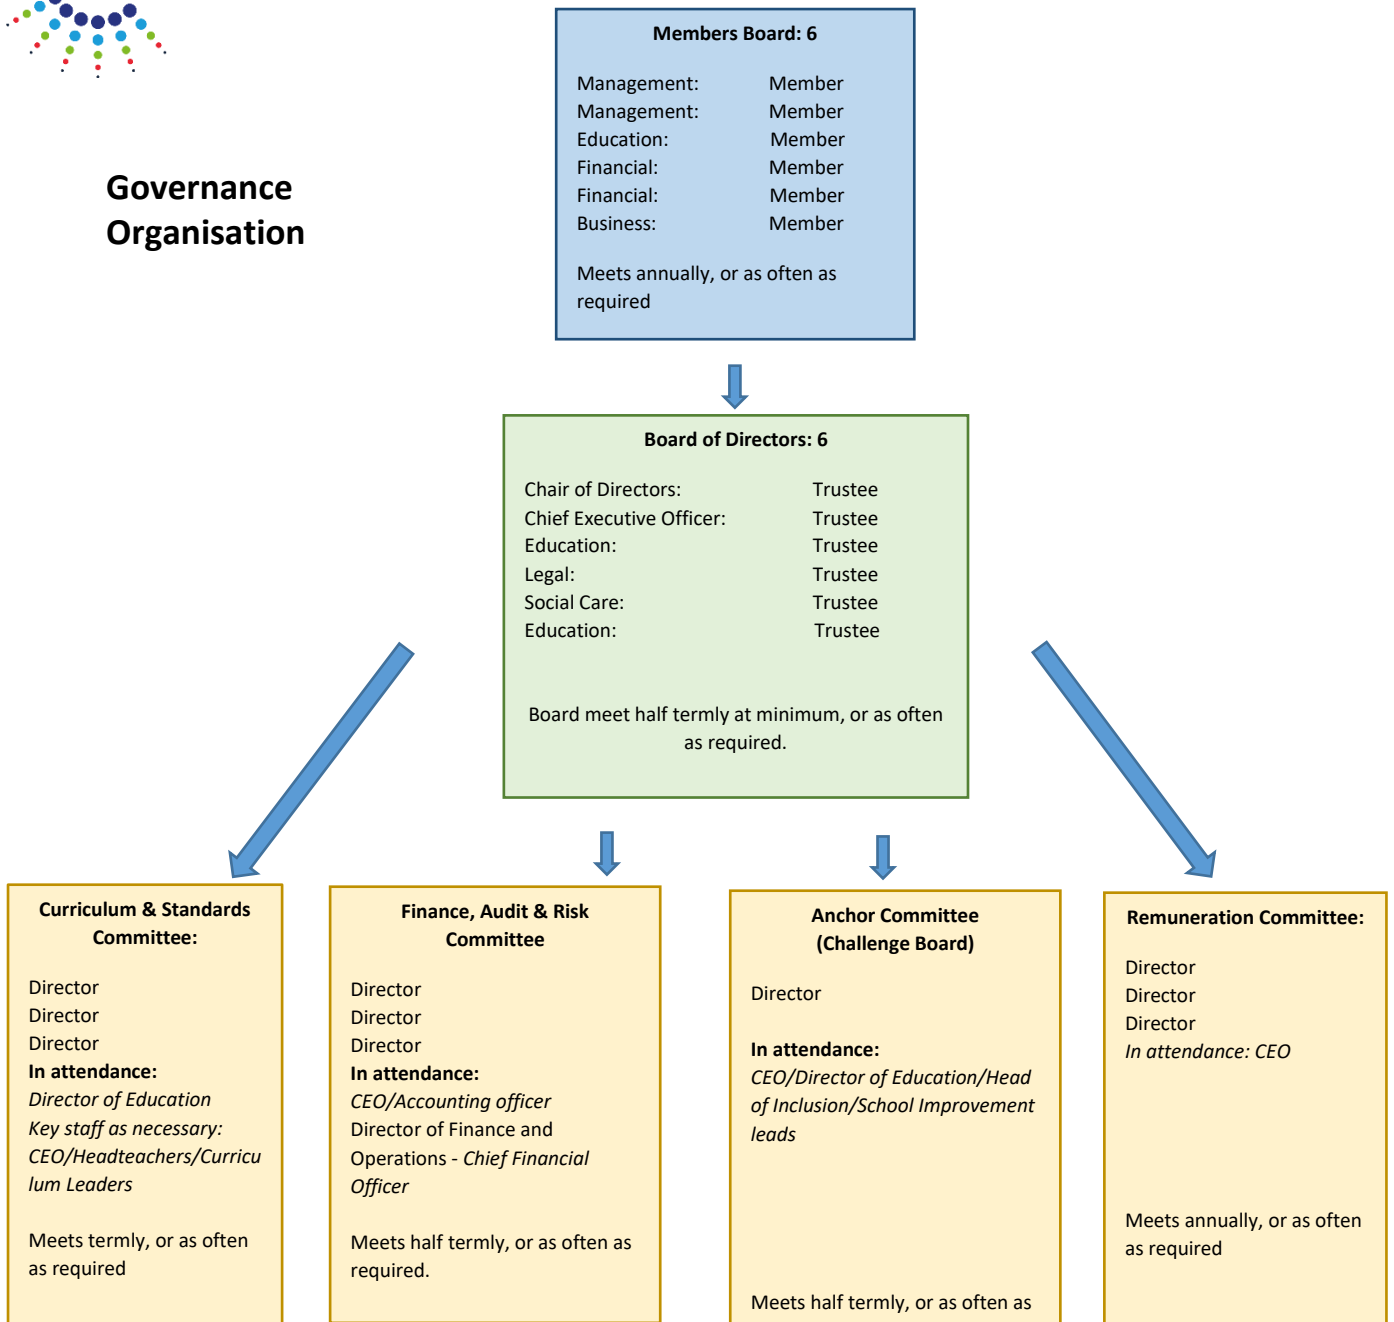 Governance
Organisation
Members Board: 6
Management: Member
Management: Member
Education: Member
Financial: Member
Financial: Member
Business: Member
Meets annually, or as often as
required
Board of Directors: 6
Chair of Directors: Trustee
Chief Executive Officer: Trustee
Education: Trustee
Legal: Trustee
Social Care: Trustee
Education: Trustee
Board meet half termly at minimum, or as often
as required.
Curriculum & Standards
Committee:
Director
Director
Director
In attendance:
Director of Education
Key staff as necessary:
CEO/Headteachers/Curricu
lum Leaders
Meets termly, or as often
as required
Finance, Audit & Risk
Committee
Director
Director
Director
In attendance:
CEO/Accounting officer
Director of Finance and
Operations - Chief Financial
Officer
Meets half termly, or as often as
required.
Anchor Committee
(Challenge Board)
Director
In attendance:
CEO/Director of Education/Head
of Inclusion/School Improvement
leads
Meets half termly, or as often as
Remuneration Committee:
Director
Director
Director
In attendance: CEO
Meets annually, or as often
as required